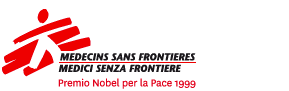 MEDECINS SANS FRONTIERES
MEDICI SENZA FRONTIERE
Premio Nobel per la Pace 1999